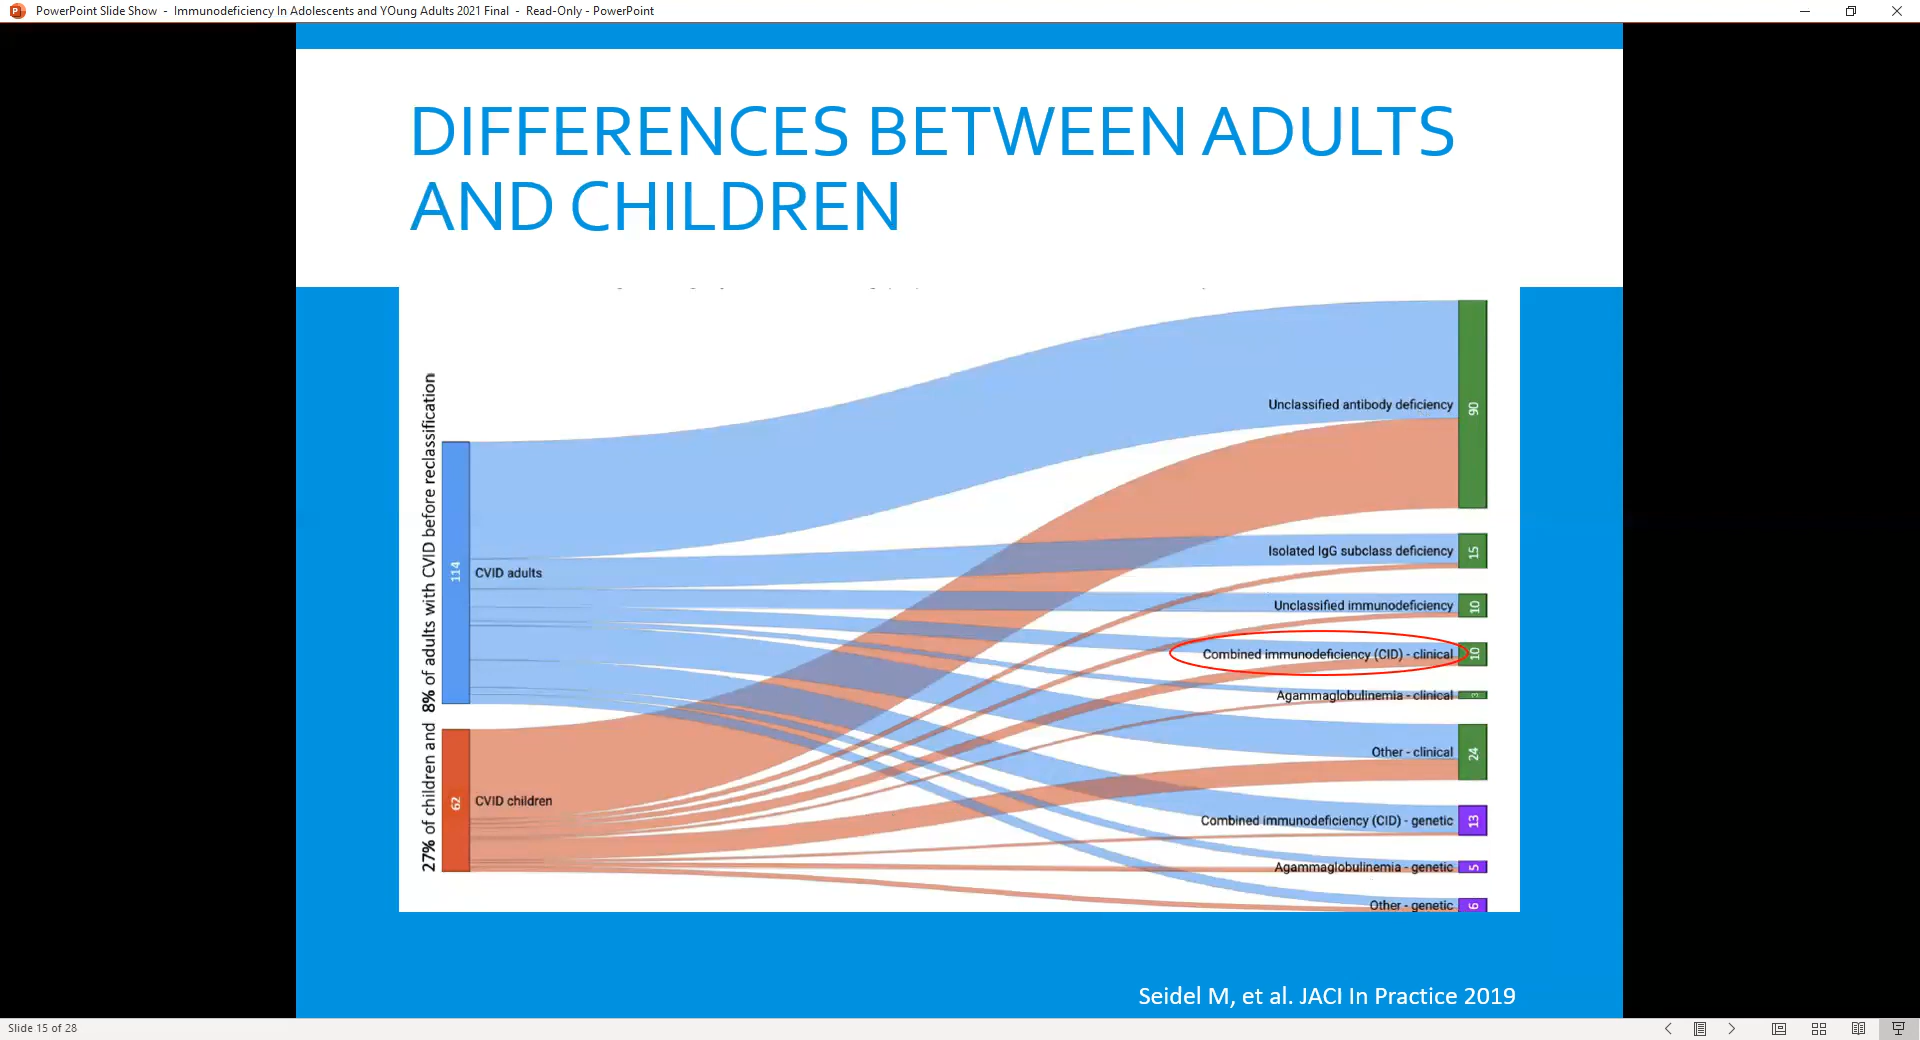 PowerPoint Slide Show - Immunodeficiency In Adolescents and YOung Adults 2021 Final - Read-Only - PowerPoint
DIFFERENCES BETWEEN ADULTS
AND CHILDREN
27% of children and 8% of adults with CVID before reclassification
114
CVID adults
62
CVID children
Unclassified antibody deficiency
90
Isolated IgG subclass deficiency
15
Unclassified immunodeficiency
10
Combined immunodeficiency (CID) - clinical
10
Agammaglobulinemia - clinical
3
Other - clinical
24
Combined immunodeficiency (CID) - genetic
13
Agammaglobulinemia - genetic
5
Other - genetic
6
Seidel M, et al. JACI In Practice 2019
Slide 15 of 28